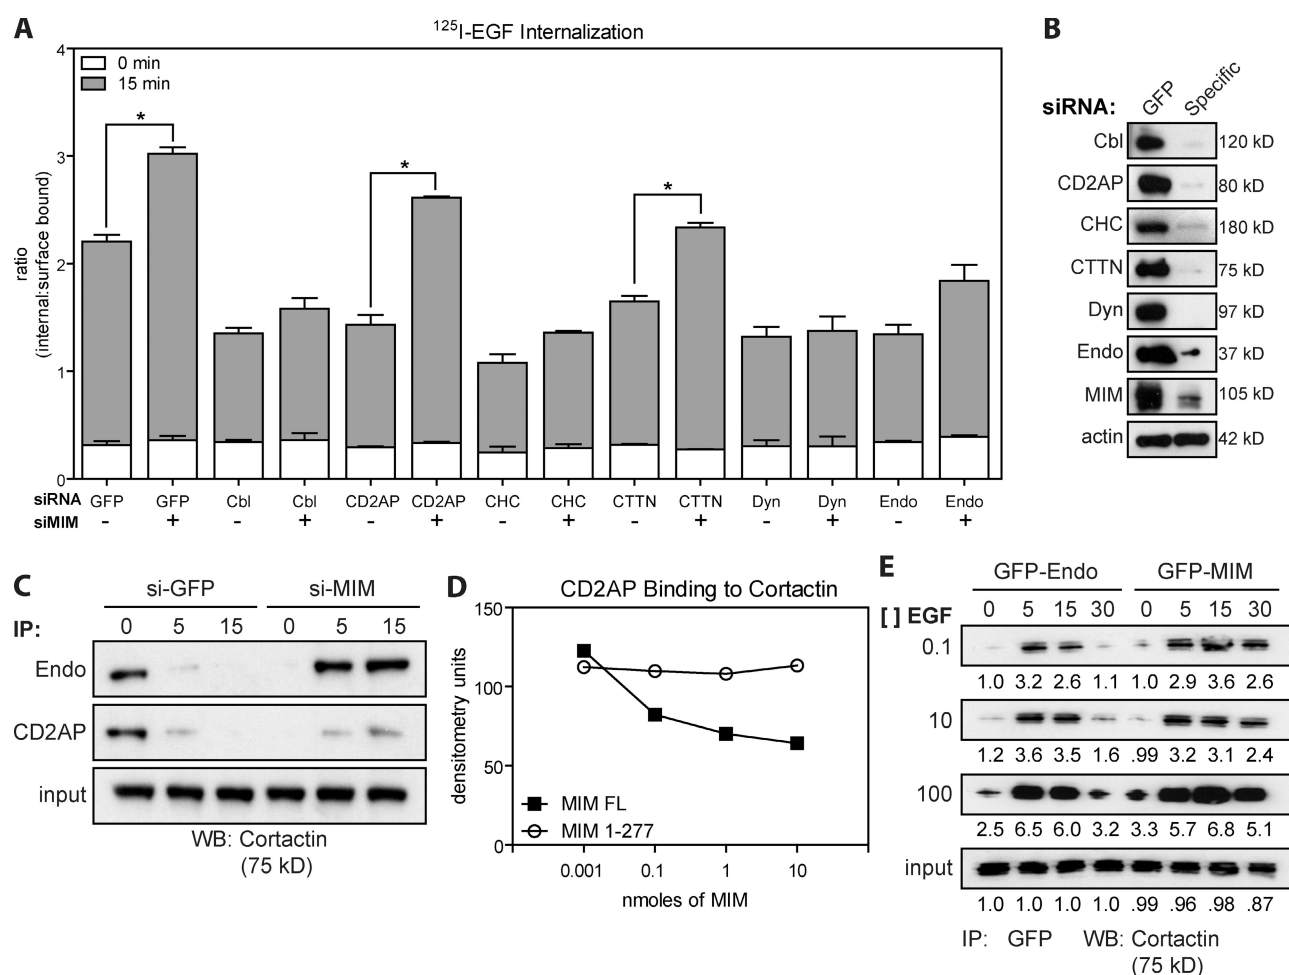 A
125I-EGF Internalization
0 min
15 min
ratio
(internal:surface bound)
4
3
2
1
0
*
*
*
siRNA GFP GFP Cbl Cbl CD2AP CD2AP CHC CHC CTTN CTTN Dyn Dyn Endo Endo
siMIM - + - + - + - + - + - + - +
B
siRNA: GFP Specific
Cbl 120 kD
CD2AP 80 kD
CHC 180 kD
CTTN 75 kD
Dyn 97 kD
Endo 37 kD
MIM 105 kD
actin 42 kD
C
si-GFP si-MIM
IP: 0 5 15 0 5 15
Endo
CD2AP
input
WB: Cortactin
(75 kD)
D
CD2AP Binding to Cortactin
densitometry units
150
100
50
0
MIM FL
MIM 1-277
0.001 0.1 1 10
nmoles of MIM
E
GFP-Endo GFP-MIM
[ ] EGF 0 5 15 30 0 5 15 30
0.1
1.0 3.2 2.6 1.1 1.0 2.9 3.6 2.6
10
1.2 3.6 3.5 1.6 .99 3.2 3.1 2.4
100
2.5 6.5 6.0 3.2 3.3 5.7 6.8 5.1
input
1.0 1.0 1.0 1.0 .99 .96 .98 .87
IP: GFP WB: Cortactin
(75 kD)